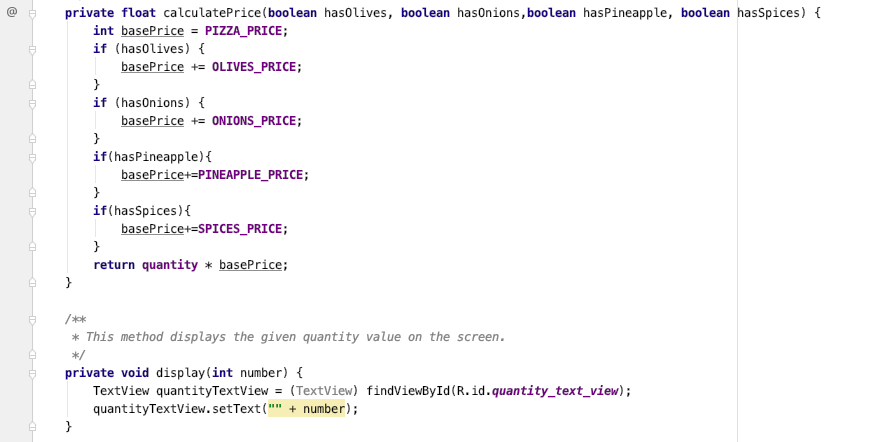 @ private float calculatePrice(boolean hasOlives, boolean hasOnions,boolean hasPineapple, boolean hasSpices) {
int basePrice = PIZZA_PRICE;
if (hasOlives) {
basePrice += OLIVES_PRICE;
}
if (hasOnions) {
basePrice += ONIONS_PRICE;
}
if(hasPineapple){
basePrice+=PINEAPPLE_PRICE;
}
if(hasSpices){
basePrice+=SPICES_PRICE;
}
return quantity * basePrice;
}
/**
* This method displays the given quantity value on the screen.
*/
private void display(int number) {
TextView quantityTextView = (TextView) findViewById(R.id.quantity_text_view);
quantityTextView.setText("" + number);
}